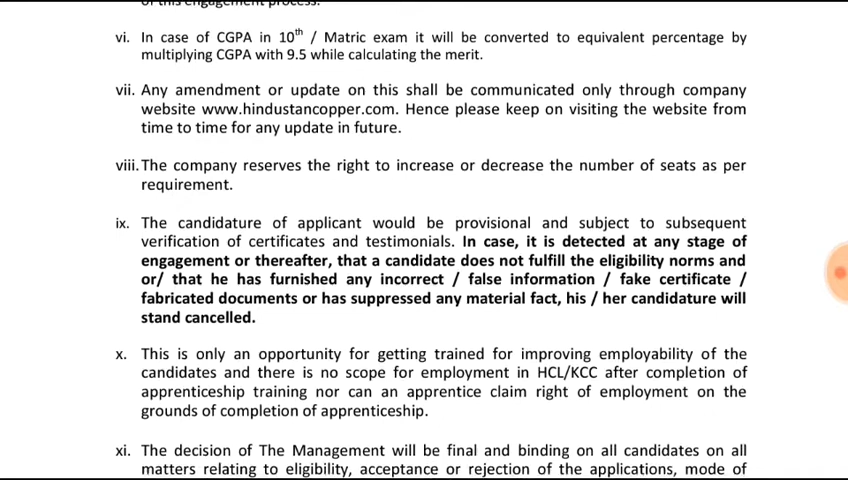 of this engagement process.
vi. In case of CGPA in 10th / Matric exam it will be converted to equivalent percentage by
multiplying CGPA with 9.5 while calculating the merit.
vii. Any amendment or update on this shall be communicated only through company
website www.hindustancopper.com. Hence please keep on visiting the website from
time to time for any update in future.
viii. The company reserves the right to increase or decrease the number of seats as per
requirement.
ix. The candidature of applicant would be provisional and subject to subsequent
verification of certificates and testimonials. In case, it is detected at any stage of
engagement or thereafter, that a candidate does not fulfill the eligibility norms and
or/ that he has furnished any incorrect / false information / fake certificate /
fabricated documents or has suppressed any material fact, his / her candidature will
stand cancelled.
x. This is only an opportunity for getting trained for improving employability of the
candidates and there is no scope for employment in HCL/KCC after completion of
apprenticeship training nor can an apprentice claim right of employment on the
grounds of completion of apprenticeship.
xi. The decision of The Management will be final and binding on all candidates on all
matters relating to eligibility, acceptance or rejection of the applications, mode of